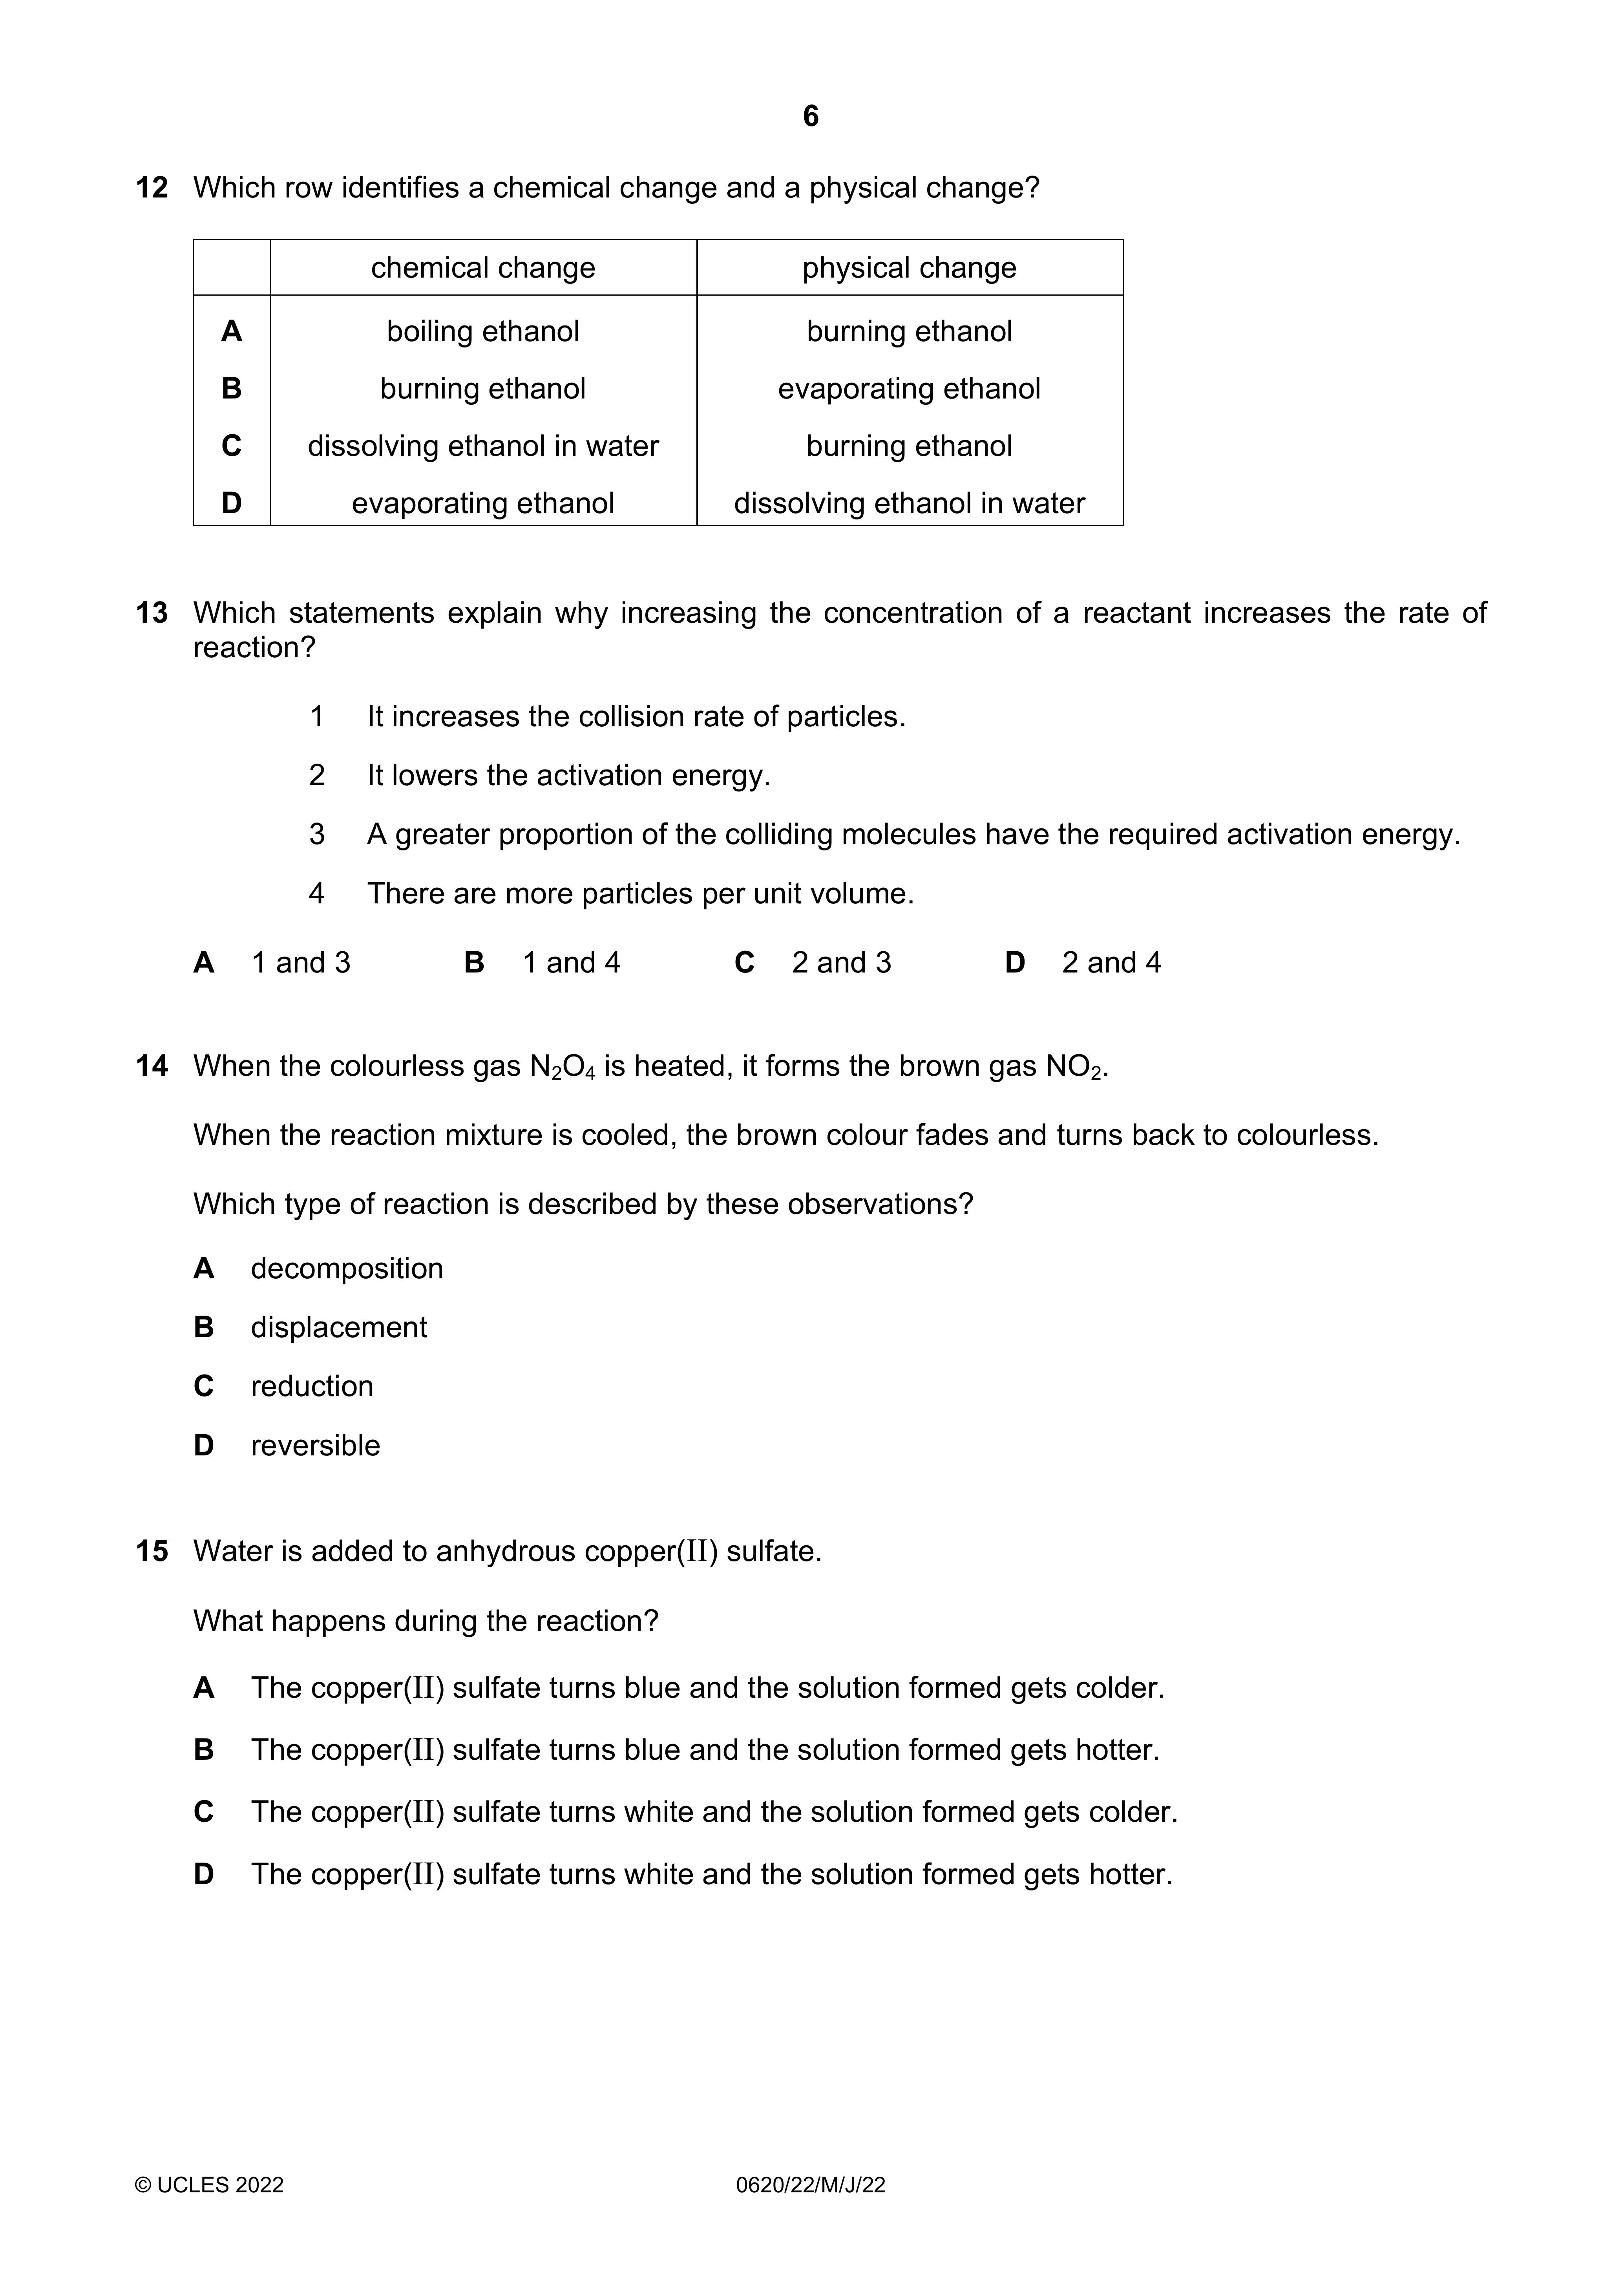 6
12 Which row identifies a chemical change and a physical change?
chemical change physical change
A boiling ethanol burning ethanol
B burning ethanol evaporating ethanol
C dissolving ethanol in water burning ethanol
D evaporating ethanol dissolving ethanol in water
13 Which statements explain why increasing the concentration of a reactant increases the rate of
reaction?
1 It increases the collision rate of particles.
2 It lowers the activation energy.
3 A greater proportion of the colliding molecules have the required activation energy.
4 There are more particles per unit volume.
A 1 and 3 B 1 and 4 C 2 and 3 D 2 and 4
14 When the colourless gas N₂O₄ is heated, it forms the brown gas NO₂.
When the reaction mixture is cooled, the brown colour fades and turns back to colourless.
Which type of reaction is described by these observations?
A decomposition
B displacement
C reduction
D reversible
15 Water is added to anhydrous copper(II) sulfate.
What happens during the reaction?
A The copper(II) sulfate turns blue and the solution formed gets colder.
B The copper(II) sulfate turns blue and the solution formed gets hotter.
C The copper(II) sulfate turns white and the solution formed gets colder.
D The copper(II) sulfate turns white and the solution formed gets hotter.
© UCLES 2022 0620/22/M/J/22